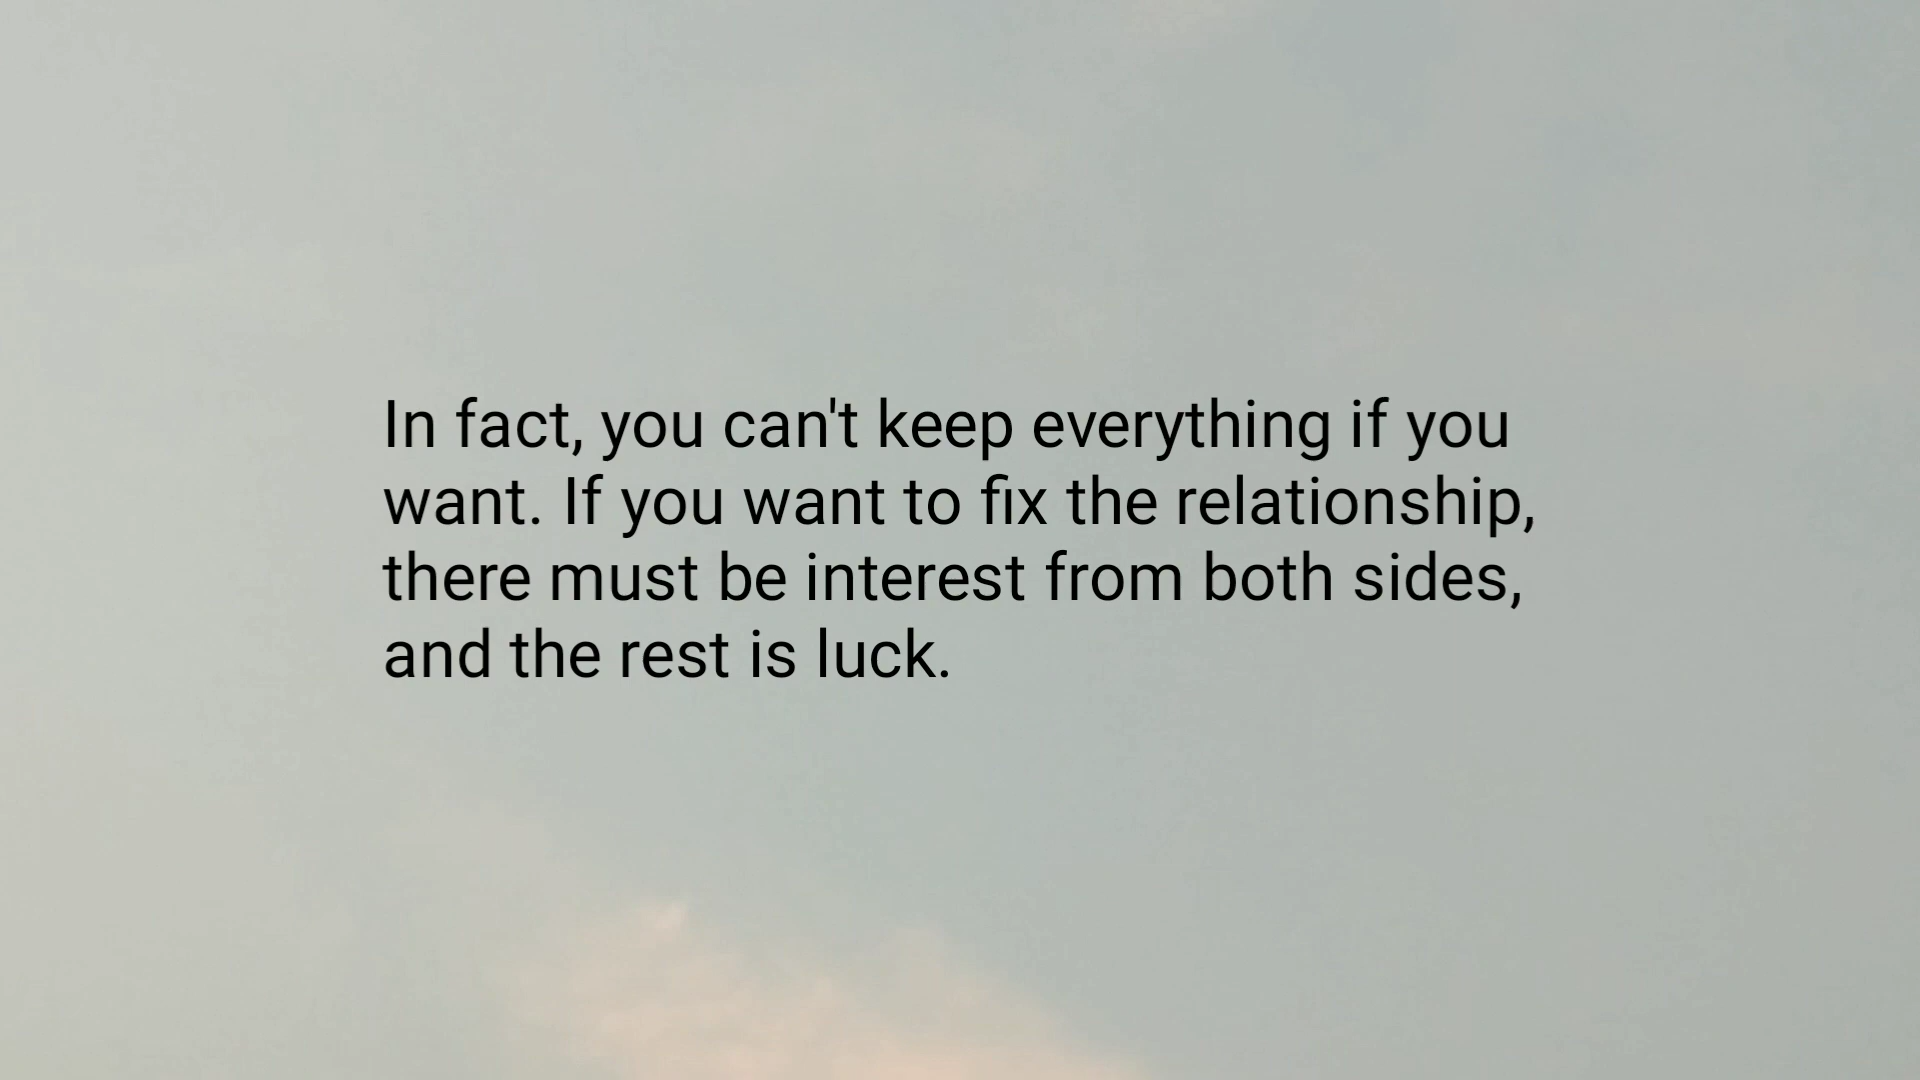 In fact, you can't keep everything if you
want. If you want to fix the relationship,
there must be interest from both sides,
and the rest is luck.